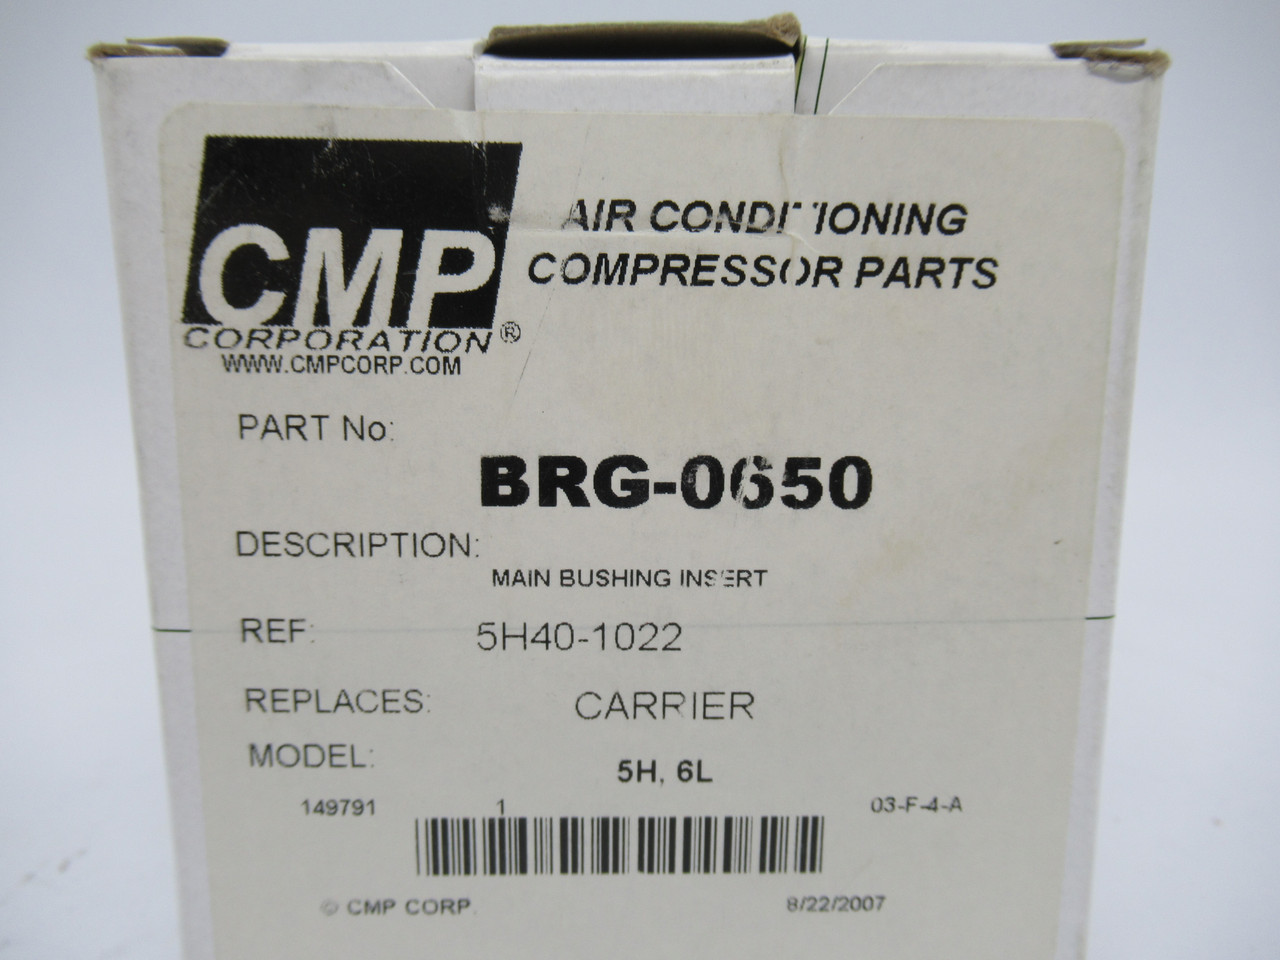 CMP
CORPORATION®
WWW.CMPCORP.COM
AIR CONDITIONING
COMPRESSOR PARTS
PART No:
BRG-0650
DESCRIPTION:
MAIN BUSHING INSERT
REF: 5H40-1022
REPLACES: CARRIER
MODEL: 5H, 6L
149791 1 03-F-4-A
© CMP CORP. 8/22/2007